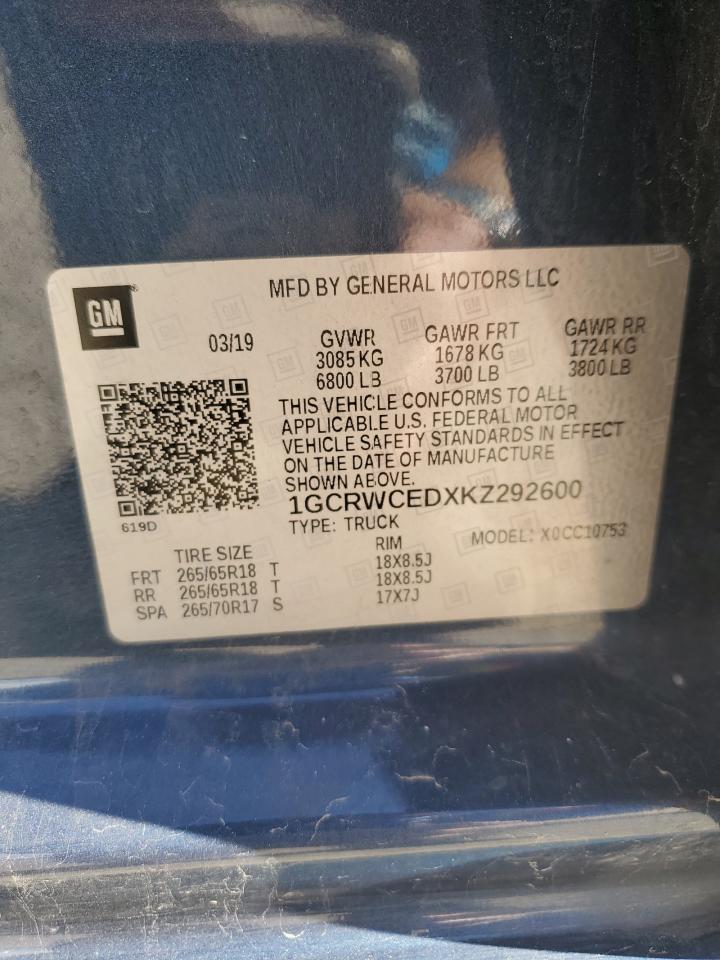 GM
MFD BY GENERAL MOTORS LLC
03/19
GVWR
3085 KG
6800 LB
GAWR FRT
1678 KG
3700 LB
GAWR RR
1724 KG
3800 LB
THIS VEHICLE CONFORMS TO ALL
APPLICABLE U.S. FEDERAL MOTOR
VEHICLE SAFETY STANDARDS IN EFFECT
ON THE DATE OF MANUFACTURE
SHOWN ABOVE.
1GCRWCEDXKZ292600
619D
TYPE: TRUCK
MODEL: X0CC10753
TIRE SIZE RIM
FRT 265/65R18 T 18X8.5J
RR 265/65R18 T 18X8.5J
SPA 265/70R17 S 17X7J